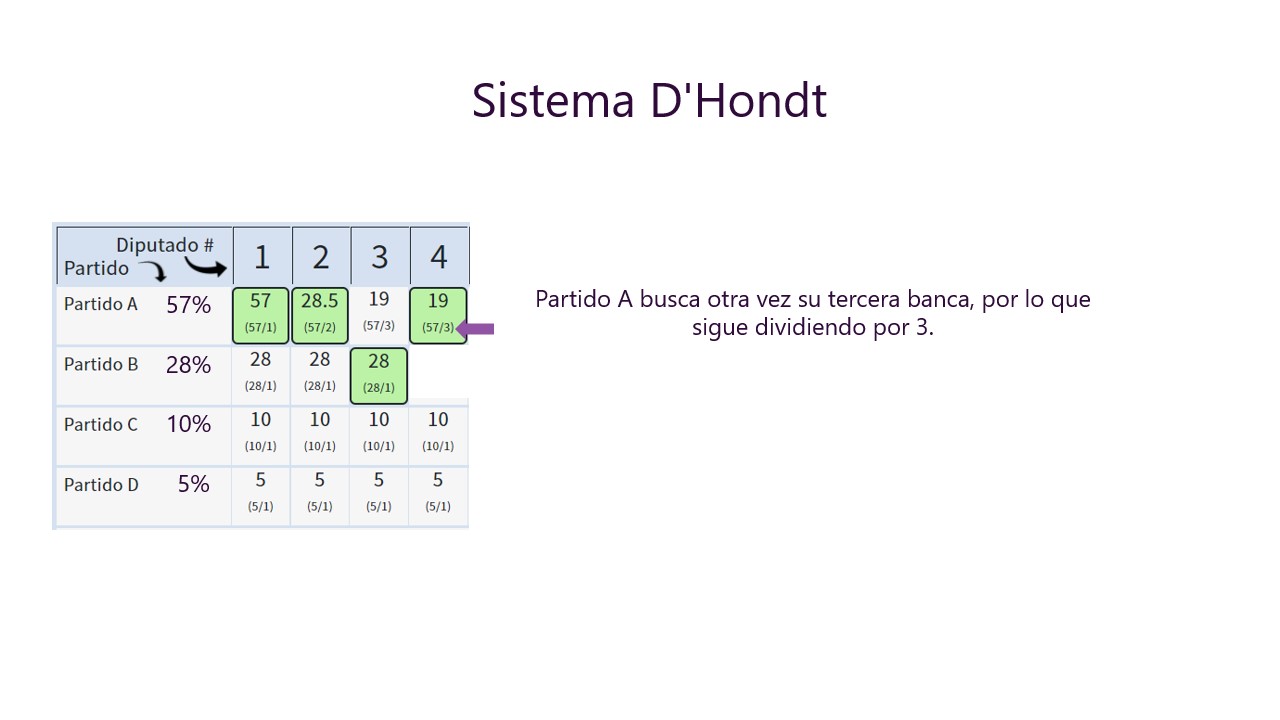 Sistema D'Hondt
Diputado #
Partido
1 2 3 4
Partido A 57% 57 28.5 19 19
(57/1) (57/2) (57/3) (57/3)
Partido B 28% 28 28 28
(28/1) (28/1) (28/1)
Partido C 10% 10 10 10 10
(10/1) (10/1) (10/1) (10/1)
Partido D 5% 5 5 5 5
(5/1) (5/1) (5/1) (5/1)
Partido A busca otra vez su tercera banca, por lo que
sigue dividiendo por 3.